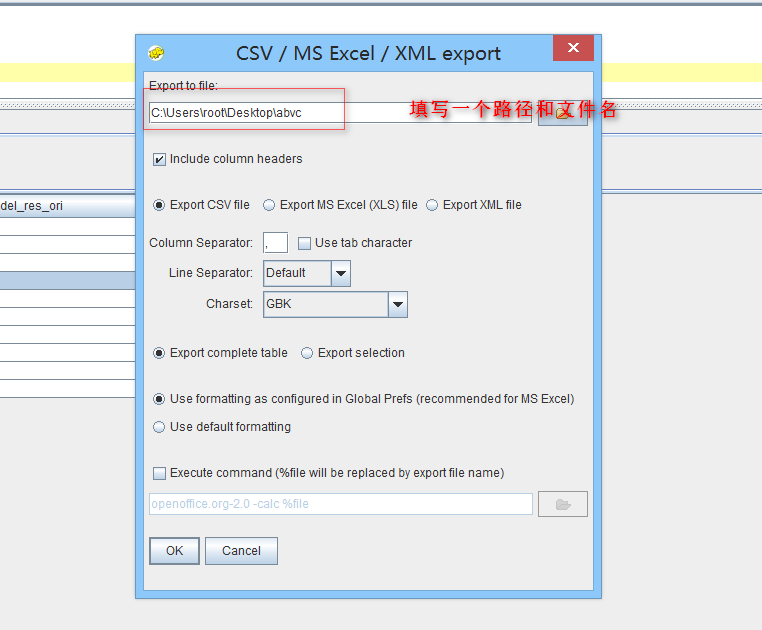 CSV / MS Excel / XML export
Export to file:
C:\Users\root\Desktop\abvc
填写一个路径和文件名
Include column headers
del_res_ori
Export CSV file Export MS Excel (XLS) file Export XML file
Column Separator: , Use tab character
Line Separator: Default
Charset: GBK
Export complete table Export selection
Use formatting as configured in Global Prefs (recommended for MS Excel)
Use default formatting
Execute command (%file will be replaced by export file name)
openoffice.org-2.0 -calc %file
OK Cancel